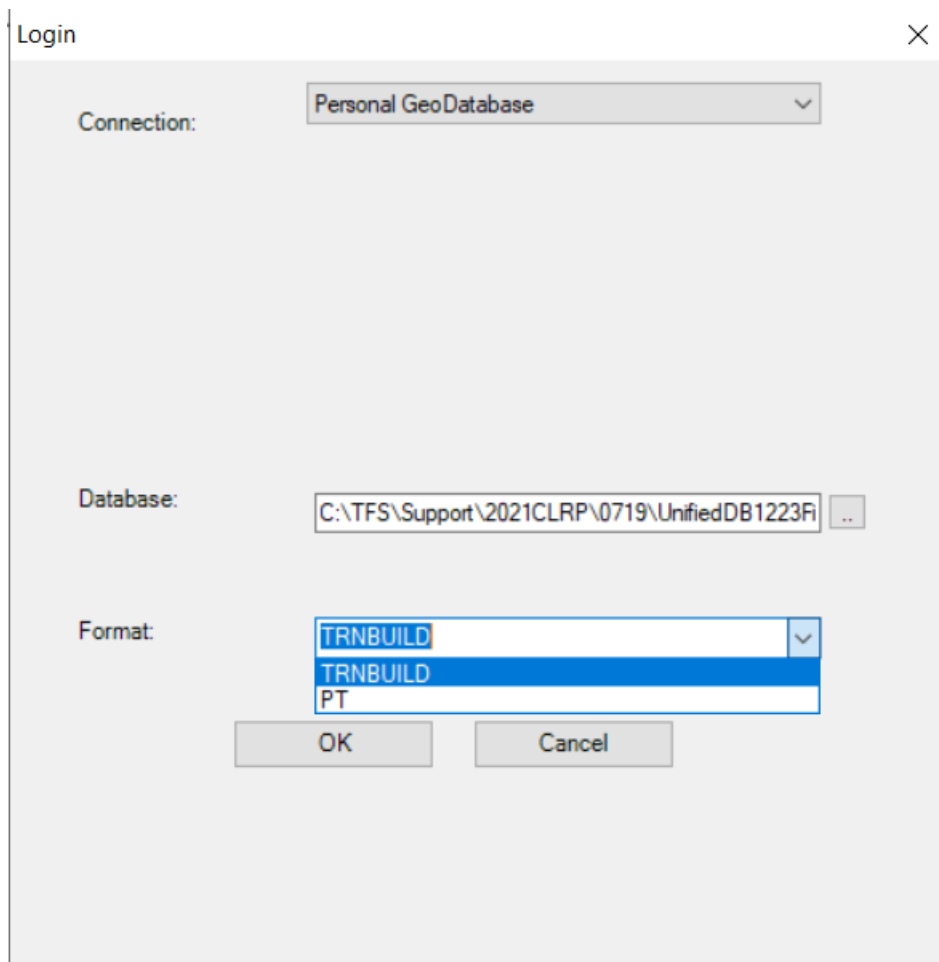 Login
Connection:
Personal GeoDatabase
Database:
C:\TFS\Support\2021CLRP\0719\UnifiedDB1223Fi
..
Format:
TRNBUILD
TRNBUILD
PT
OK
Cancel